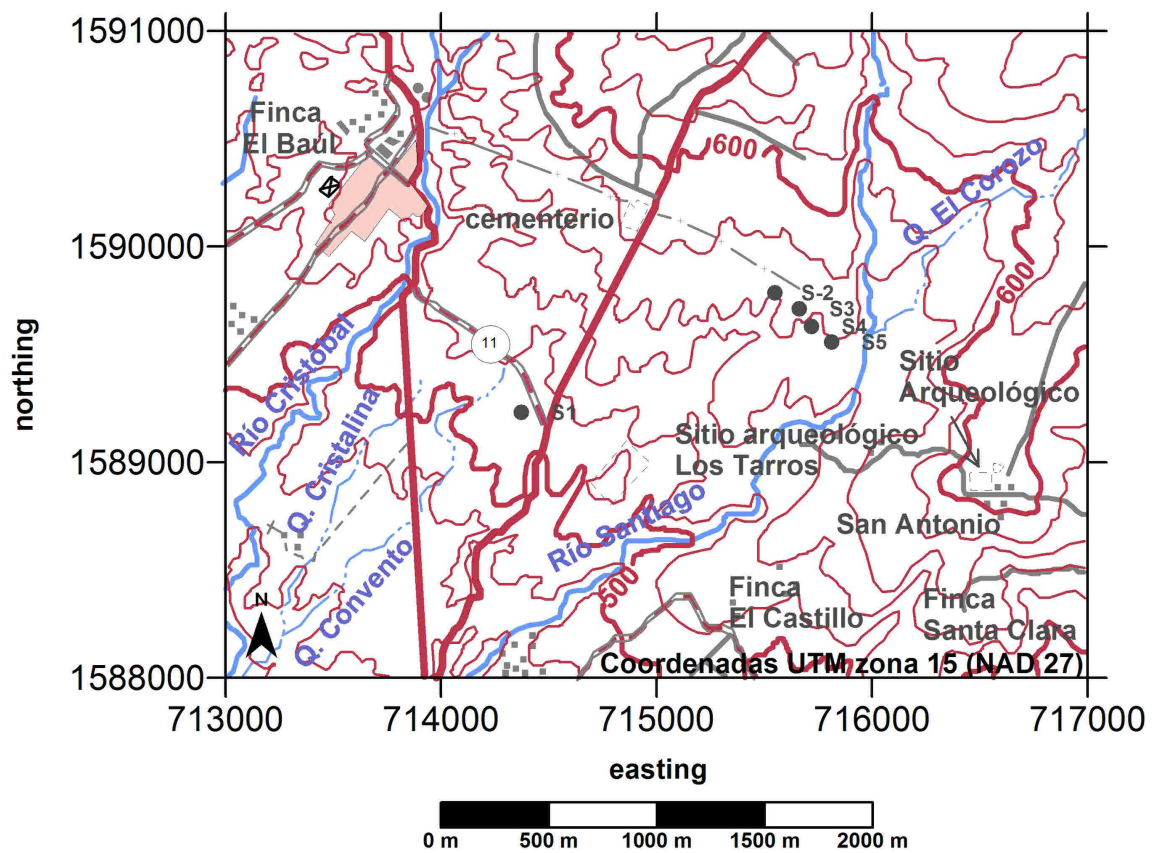 1591000
1590000
1589000
1588000
northing
Finca
El Baúl
cementerio
600
Q. El Corozo
600
S-2
S3
S4
S5
11
S1
Río Cristóbal
Q. Cristalina
Q. Convento
Sitio
Arqueológico
Sitio arqueológico
Los Tarros
Río Santiago
San Antonio
500
Finca
El Castillo
Finca
Santa Clara
N
Coordenadas UTM zona 15 (NAD 27)
713000
714000
715000
716000
717000
easting
0 m
500 m
1000 m
1500 m
2000 m